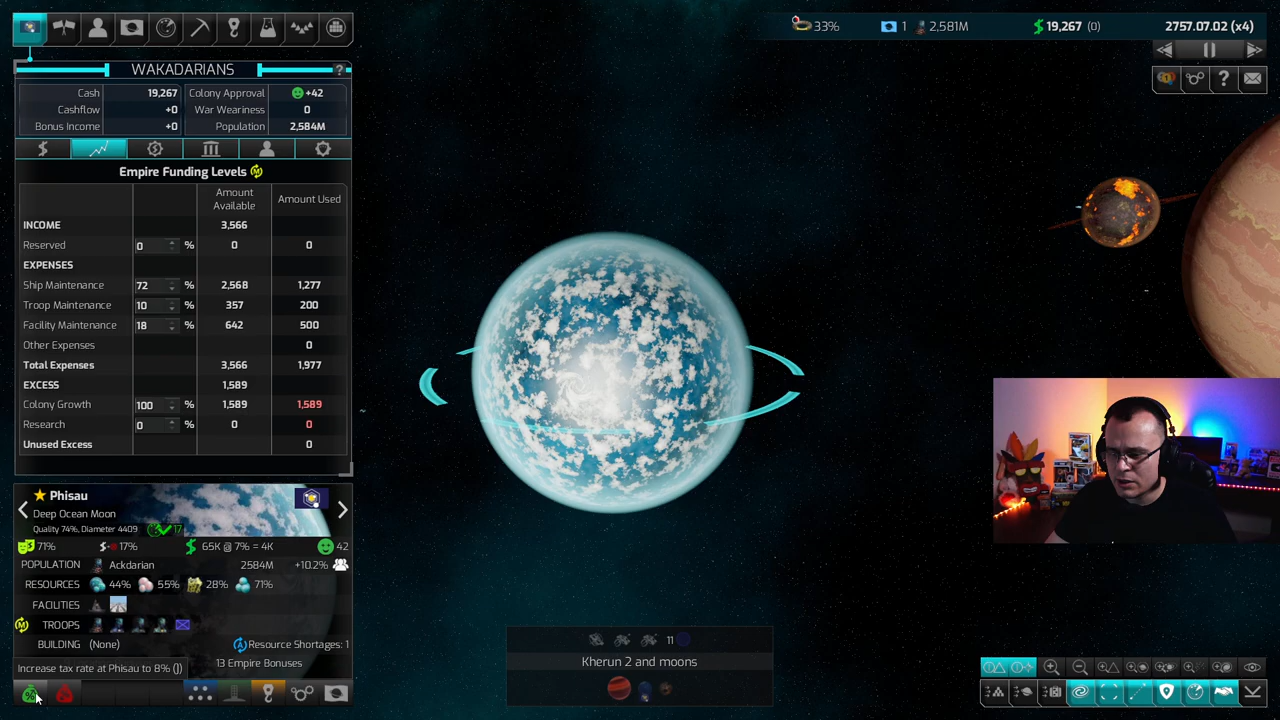 33%
1
2,581M
$ 19,267 (0)
2757.07.02 (x4)
WAKADARIANS
?
Cash 19,267 Colony Approval +42
Cashflow +0 War Weariness 0
Bonus Income +0 Population 2,584M
Empire Funding Levels
Amount Available Amount Used
INCOME 3,566
Reserved 0 % 0 0
EXPENSES
Ship Maintenance 72 % 2,568 1,277
Troop Maintenance 10 % 357 200
Facility Maintenance 18 % 642 500
Other Expenses 0
Total Expenses 3,566 1,977
EXCESS 1,589
Colony Growth 100 % 1,589 1,589
Research 0 % 0 0
Unused Excess 0
Phisau
Deep Ocean Moon
Quality 74%, Diameter 4409 17
71% 17% $ 65K @ 7% = 4K 42
POPULATION Ackdarian 2584M +10.2%
RESOURCES 44% 55% 28% 71%
FACILITIES
TROOPS
BUILDING (None) Resource Shortages: 1
Increase tax rate at Phisau to 8% (])
13 Empire Bonuses
11
Kherun 2 and moons